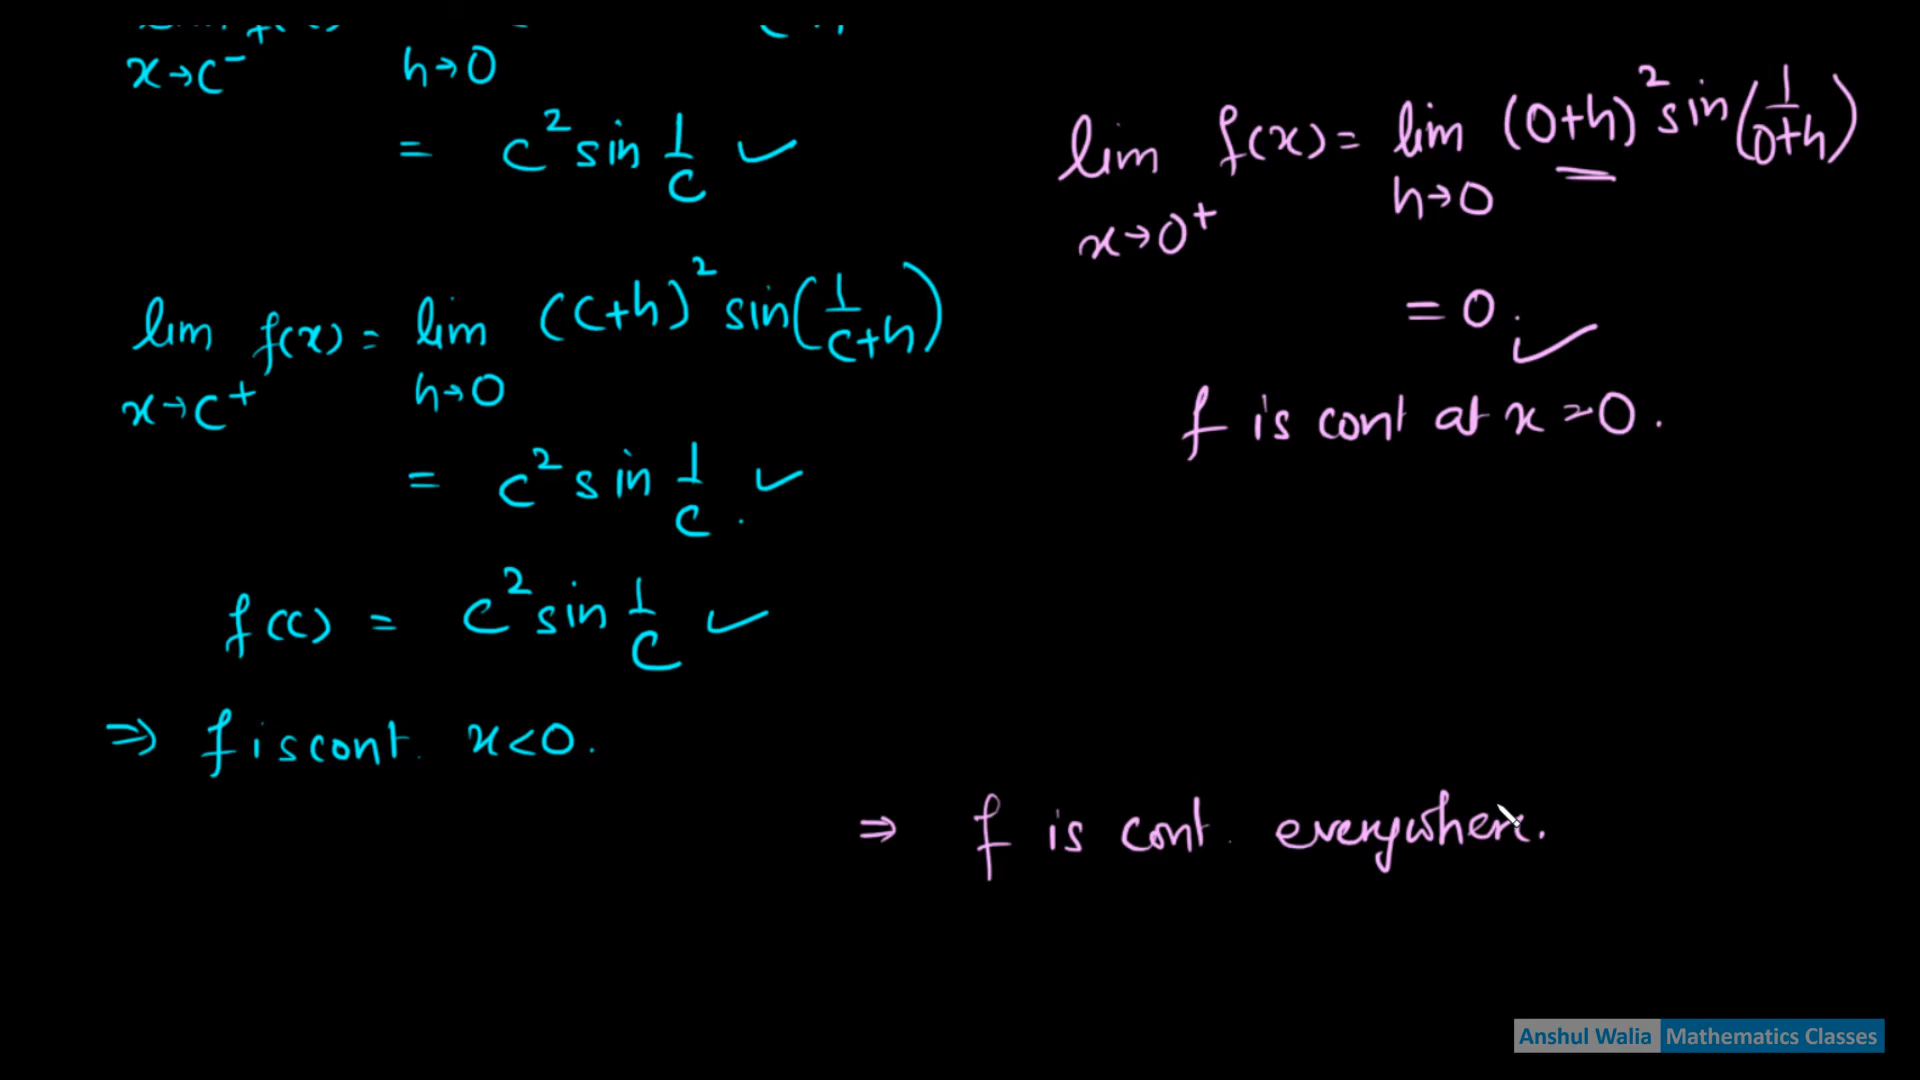 x→c⁻ h→0
= c² sin 1/c ✓
lim f(x) = lim (c+h)² sin(1/c+h)
x→c⁺ h→0
= c² sin 1/c . ✓
f(c) = c² sin 1/c ✓
⇒ f is cont. x<0.
lim f(x) = lim (0+h)² sin(1/0+h)
x→0⁺ h→0
= 0. ✓
f is cont at x=0.
⇒ f is cont. everywhere.
Anshul Walia Mathematics Classes